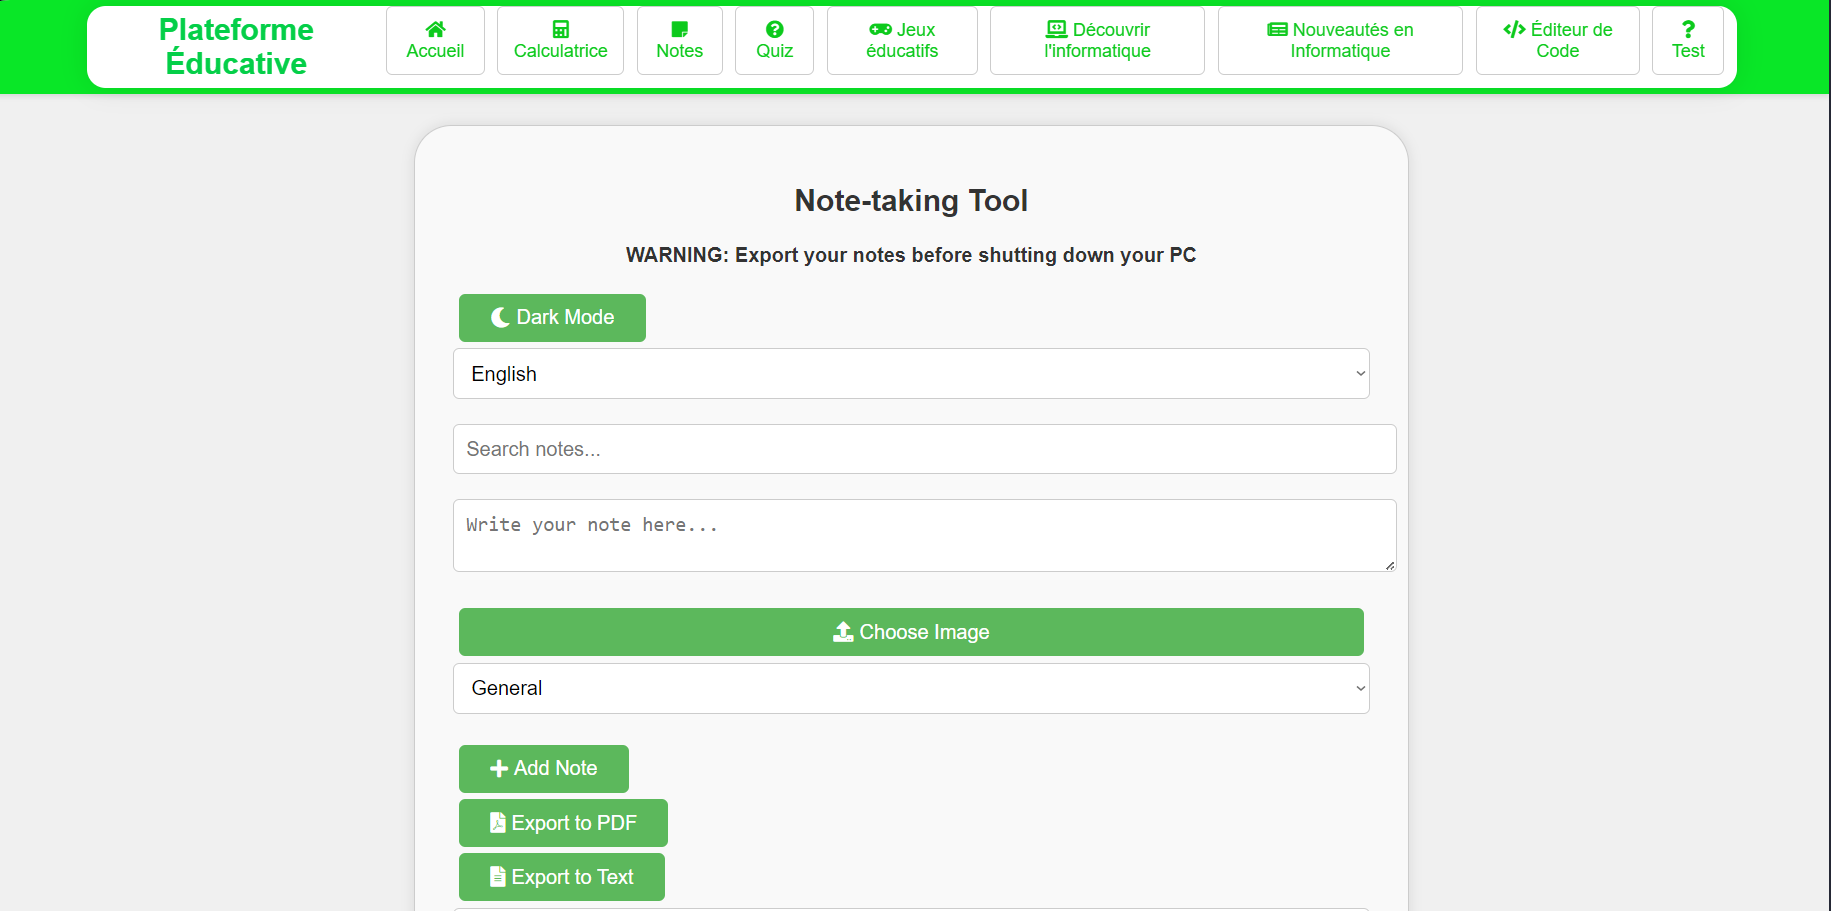 Plateforme
Éducative
Accueil
Calculatrice
Notes
Quiz
Jeux
éducatifs
Découvrir
l'informatique
Nouveautés en
Informatique
Éditeur de
Code
Test
Note-taking Tool
WARNING: Export your notes before shutting down your PC
Dark Mode
English
Search notes...
Write your note here...
Choose Image
General
Add Note
Export to PDF
Export to Text